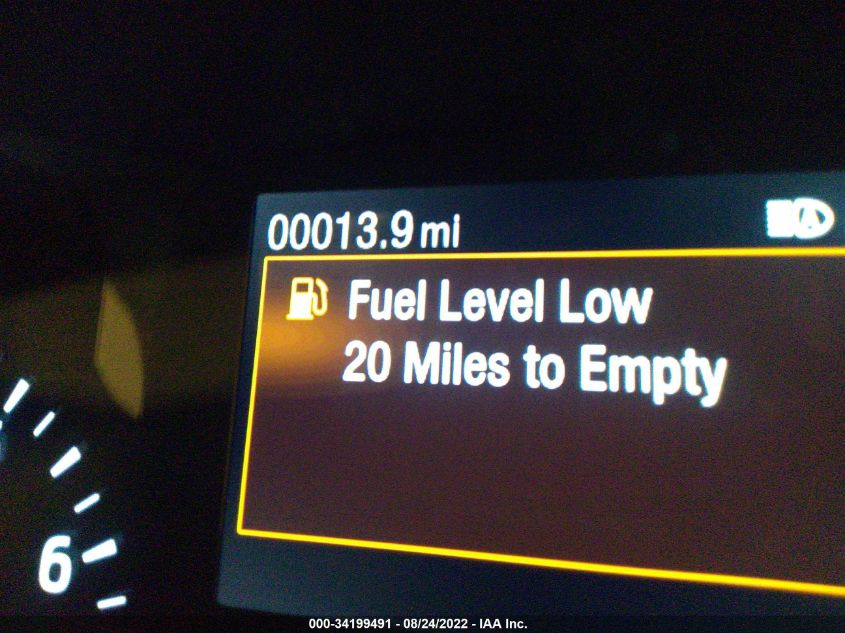 00013.9 mi
Fuel Level Low
20 Miles to Empty
6
000-34199491 - 08/24/2022 - IAA Inc.